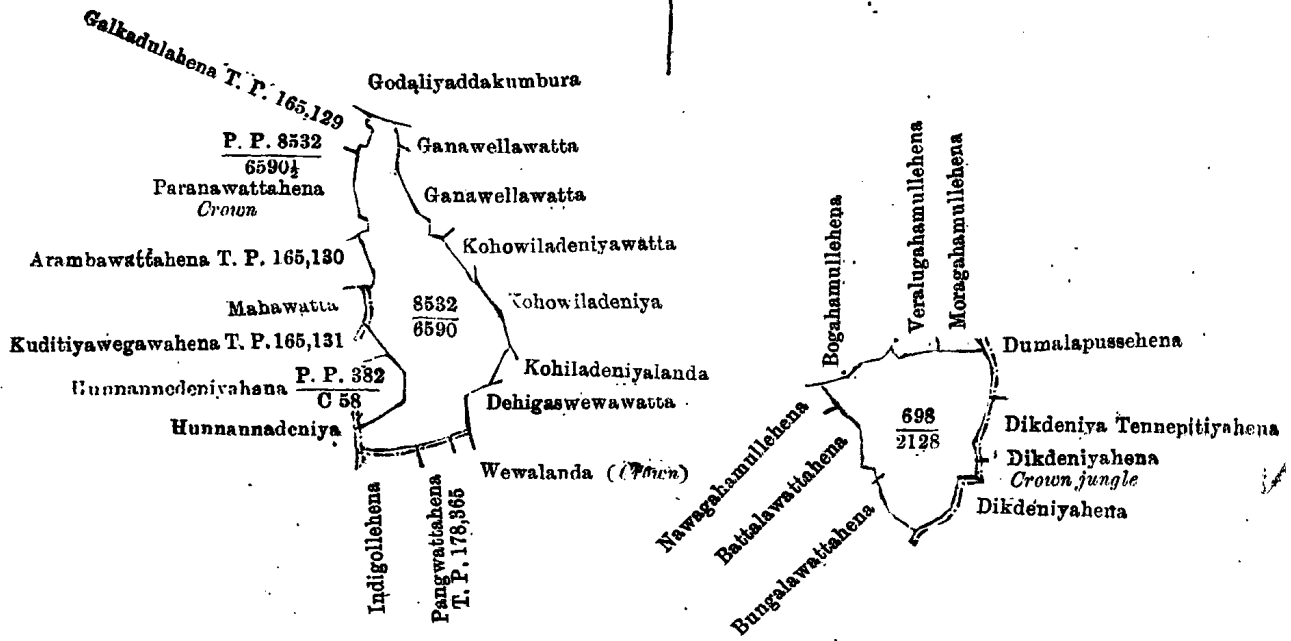 Galkadulahena T. P. 165,129
Godaliyaddakumbura
P. P. 8532
6590½
Ganawellawatta
Paranawattahena
Crown
Ganawellawatta
Arambawattahena T. P. 165,130
Kohowiladeniyawatta
Mahawatta
8532
6590
Kohowiladeniya
Kuditiyawegawahena T. P. 165,131
Kohiladeniyalanda
Hunnannedeniyahena P. P. 382
C 58
Dehigaswewawatta
Hunnannadeniya
Wewalanda (Crown)
Indigollehena
Pangwattahena
T. P. 178,365
Bogahamullehena
Veralugahamullehena
Moragahamullehena
Dumalapussehena
698
2128
Dikdeniya Tennepitiyahena
Dikdeniyahena
Crown jungle
Dikdeniyahena
Nawagahamullehena
Battalawattahena
Bungalawattahena